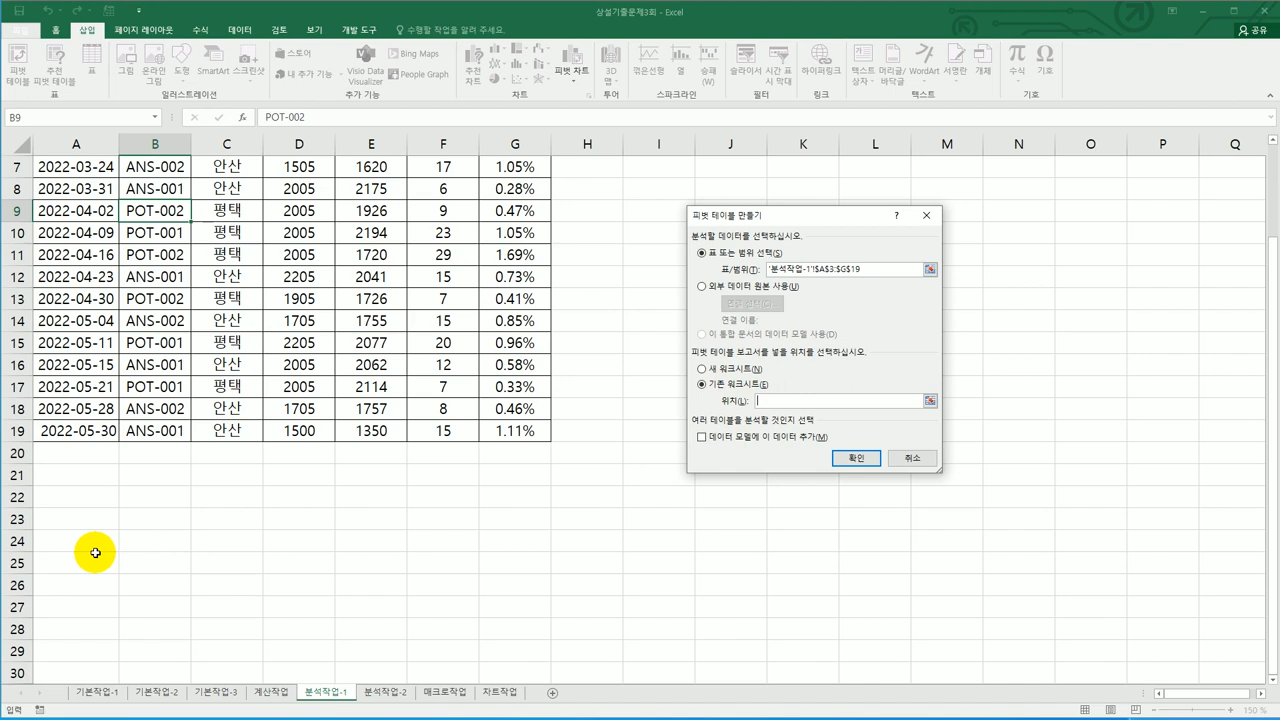 상설기출문제3회 - Excel
홈 삽입 페이지 레이아웃 수식 데이터 검토 보기 개발 도구 수행할 작업을 알려 주세요. 공유
피벗 테이블 추천 피벗 테이블 표 그림 온라인 그림 도형 SmartArt 스크린샷 스토어 내 추가 기능 Visio Data Visualizer Bing Maps People Graph 추천 차트 피벗 차트 3D 맵 꺾은선형 열 승패 (W) 슬라이서 시간 표시 막대 하이퍼링크 텍스트 상자 머리글/바닥글 WordArt 서명란 개체 수식 기호
표 일러스트레이션 추가 기능 차트 투어 스파크라인 필터 링크 텍스트 기호
B9 fx POT-002
A B C D E F G H I J K L M N O P Q
7 2022-03-24 ANS-002 안산 1505 1620 17 1.05%
8 2022-03-31 ANS-001 안산 2005 2175 6 0.28%
9 2022-04-02 POT-002 평택 2005 1926 9 0.47%
10 2022-04-09 POT-001 평택 2005 2194 23 1.05%
11 2022-04-16 POT-002 평택 2005 1718 29 1.69%
12 2022-04-23 ANS-001 안산 2205 2041 15 0.73%
13 2022-04-30 POT-002 평택 1905 1726 7 0.41%
14 2022-05-04 ANS-002 안산 1705 1755 15 0.85%
15 2022-05-11 POT-001 평택 2205 2077 20 0.96%
16 2022-05-15 ANS-001 안산 2005 2062 12 0.58%
17 2022-05-21 POT-001 평택 2005 2114 7 0.33%
18 2022-05-28 ANS-002 안산 1705 1757 8 0.46%
19 2022-05-30 ANS-001 안산 1500 1350 15 1.11%
20
21
22
23
24
25
26
27
28
29
30
피벗 테이블 만들기 ?
분석할 데이터를 선택하십시오.
표 또는 범위 선택(S)
표/범위(T): '분석작업-1'!$A$3:$G$19
외부 데이터 원본 사용(U)
연결 선택(C)...
연결 이름:
이 통합 문서의 데이터 모델 사용(D)
피벗 테이블 보고서를 넣을 위치를 선택하십시오.
새 워크시트(N)
기존 워크시트(E)
위치(L):
여러 테이블을 분석할 것인지 선택
데이터 모델에 이 데이터 추가(M)
확인 취소
기본작업-1 기본작업-2 기본작업-3 계산작업 분석작업-1 분석작업-2 매크로작업 차트작업
입력 150 %